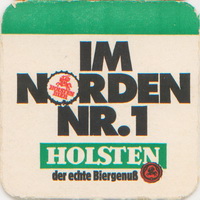 IM
NORDEN
NR.1
HOLSTEN
der echte Biergenuß